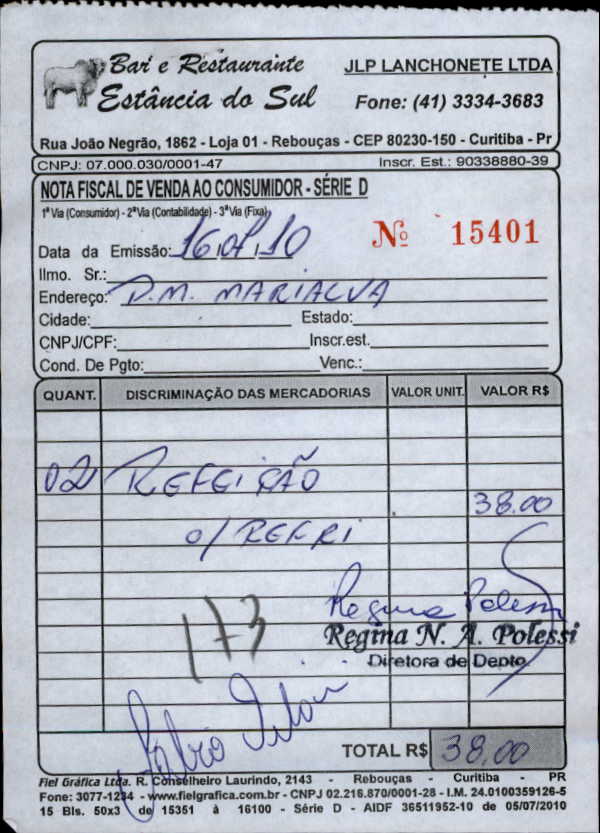 Bar e Restaurante
Estância do Sul
JLP LANCHONETE LTDA
Fone: (41) 3334-3683
Rua João Negrão, 1862 - Loja 01 - Rebouças - CEP 80230-150 - Curitiba - Pr
CNPJ: 07.000.030/0001-47 Inscr. Est.: 90338880-39
NOTA FISCAL DE VENDA AO CONSUMIDOR - SÉRIE D
1ª Via (Consumidor) - 2ª Via (Contabilidade) - 3ª Via (Fixa)
Nº 15401
Data da Emissão: 16 10
Ilmo. Sr.:
Endereço: P.M. MARIALVA
Cidade: Estado:
CNPJ/CPF: Inscr.est.
Cond. De Pgto: Venc.:
QUANT. DISCRIMINAÇÃO DAS MERCADORIAS VALOR UNIT. VALOR R$
02 REFEIÇÃO
38.00
c/ REFRI
173
Regina Polessi
Regina N. A. Polessi
Diretora de Depto
TOTAL R$ 38,00
Fiel Gráfica Ltda. R. Conselheiro Laurindo, 2143 - Rebouças - Curitiba - PR
Fone: 3077-1234 - www.fielgrafica.com.br - CNPJ 02.216.870/0001-28 - I.M. 24.0100359126-5
15 Bls. 50x3 de 15351 à 16100 - Série D - AIDF 36511952-10 de 05/07/2010